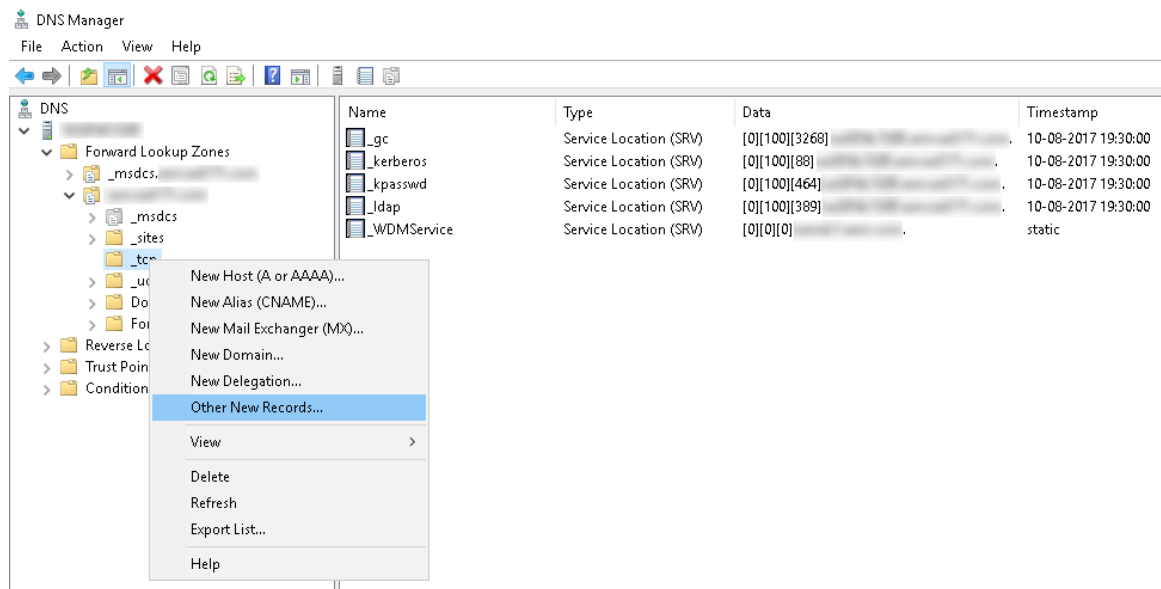 DNS Manager
File Action View Help
DNS
Forward Lookup Zones
_msdcs.
_msdcs
_sites
_tcp
_ud
Do
For
Reverse Lo
Trust Poin
Condition
New Host (A or AAAA)...
New Alias (CNAME)...
New Mail Exchanger (MX)...
New Domain...
New Delegation...
Other New Records...
View
Delete
Refresh
Export List...
Help
Name Type Data Timestamp
_gc Service Location (SRV) [0][100][3268] . 10-08-2017 19:30:00
_kerberos Service Location (SRV) [0][100][88] . 10-08-2017 19:30:00
_kpasswd Service Location (SRV) [0][100][464] . 10-08-2017 19:30:00
_ldap Service Location (SRV) [0][100][389] . 10-08-2017 19:30:00
_WDMService Service Location (SRV) [0][0][0] . static